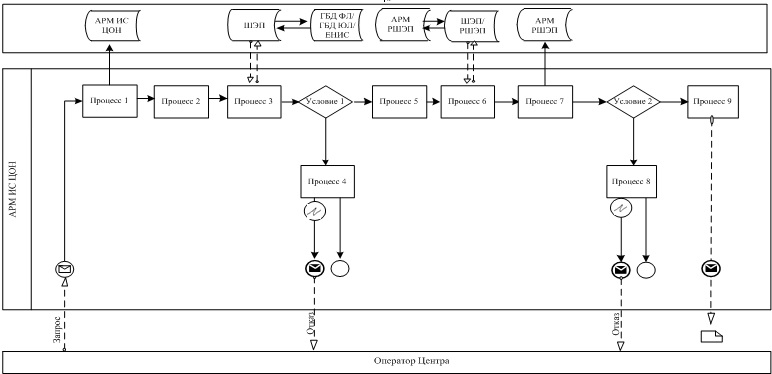 АРМ ИС
ЦОН
ШЭП
ГБД ФЛ/
ГБД ЮЛ/
ЕНИС
АРМ
РШЭП
ШЭП/
РШЭП
АРМ
РШЭП
АРМ ИС ЦОН
Процесс 1
Процесс 2
Процесс 3
Условие 1
Процесс 5
Процесс 6
Процесс 7
Условие 2
Процесс 9
Процесс 4
Процесс 8
Запрос
Отказ
Отказ
Оператор Центра